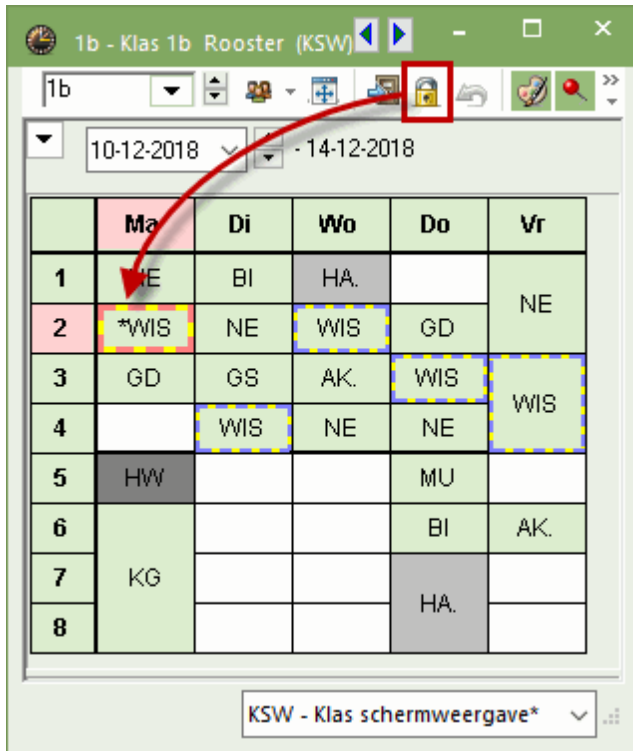 1b - Klas 1b Rooster (KSW)
1b
10-12-2018 - 14-12-2018
Ma Di Wo Do Vr
1 NE BI HA. NE
2 *WIS NE WIS GD
3 GD GS AK. WIS WIS
4 WIS NE NE
5 HW MU
6 KG BI AK.
7 HA.
8
KSW - Klas schermweergave*